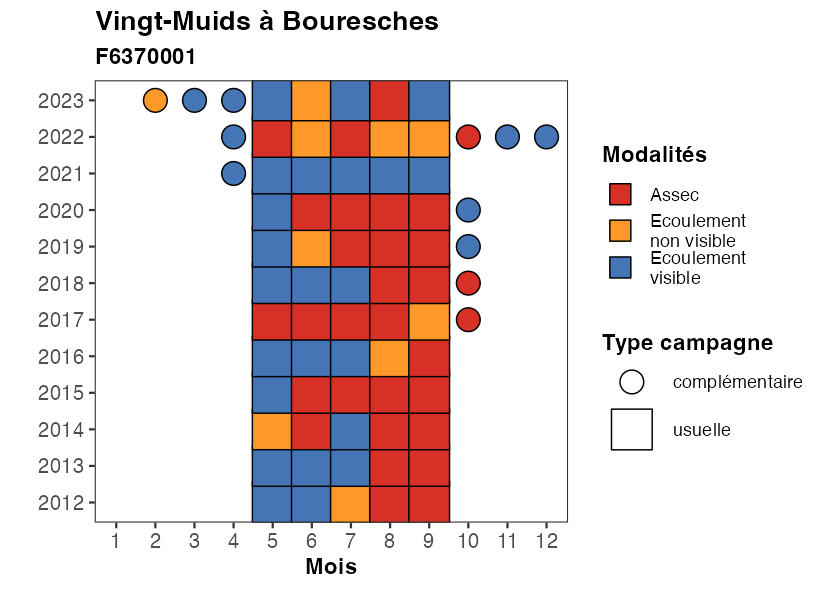 Vingt-Muids à Bouresches
F6370001
2023
2022
2021
2020
2019
2018
2017
2016
2015
2014
2013
2012
1 2 3 4 5 6 7 8 9 10 11 12
Mois
Modalités
Assec
Ecoulement
non visible
Ecoulement
visible
Type campagne
complémentaire
usuelle